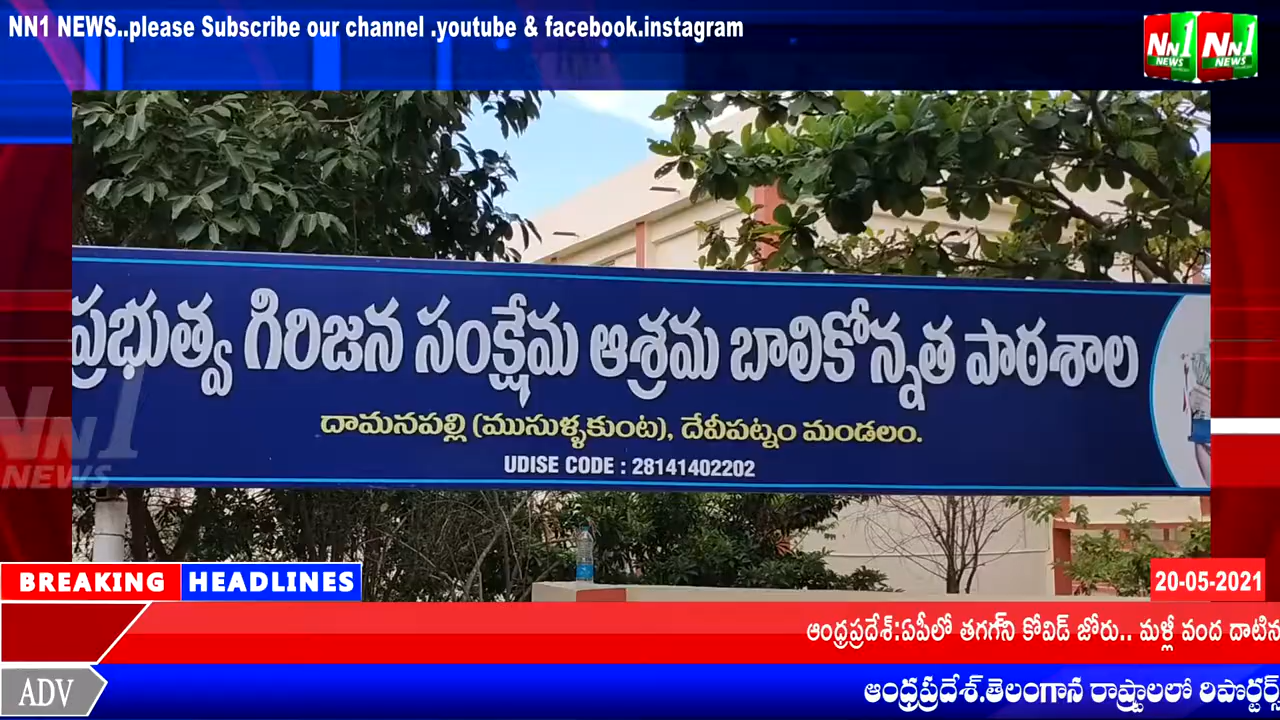 NN1 NEWS..please Subscribe our channel .youtube & facebook.instagram
NN1 NEWS NN1 NEWS
ప్రభుత్వ గిరిజన సంక్షేమ ఆశ్రమ బాలికోన్నత పాఠశాల
దామనపల్లి (ముసుళ్ళకుంట), దేవీపట్నం మండలం.
UDISE CODE : 28141402202
NN1 NEWS
BREAKING HEADLINES
20-05-2021
ఆంధ్రప్రదేశ్:ఏపీలో తగ్గని కోవిడ్ జోరు.. మళ్లీ వంద దాటిన
ADV
ఆంధ్రప్రదేశ్.తెలంగాన రాష్ట్రాలలో రిపోర్టర్స్